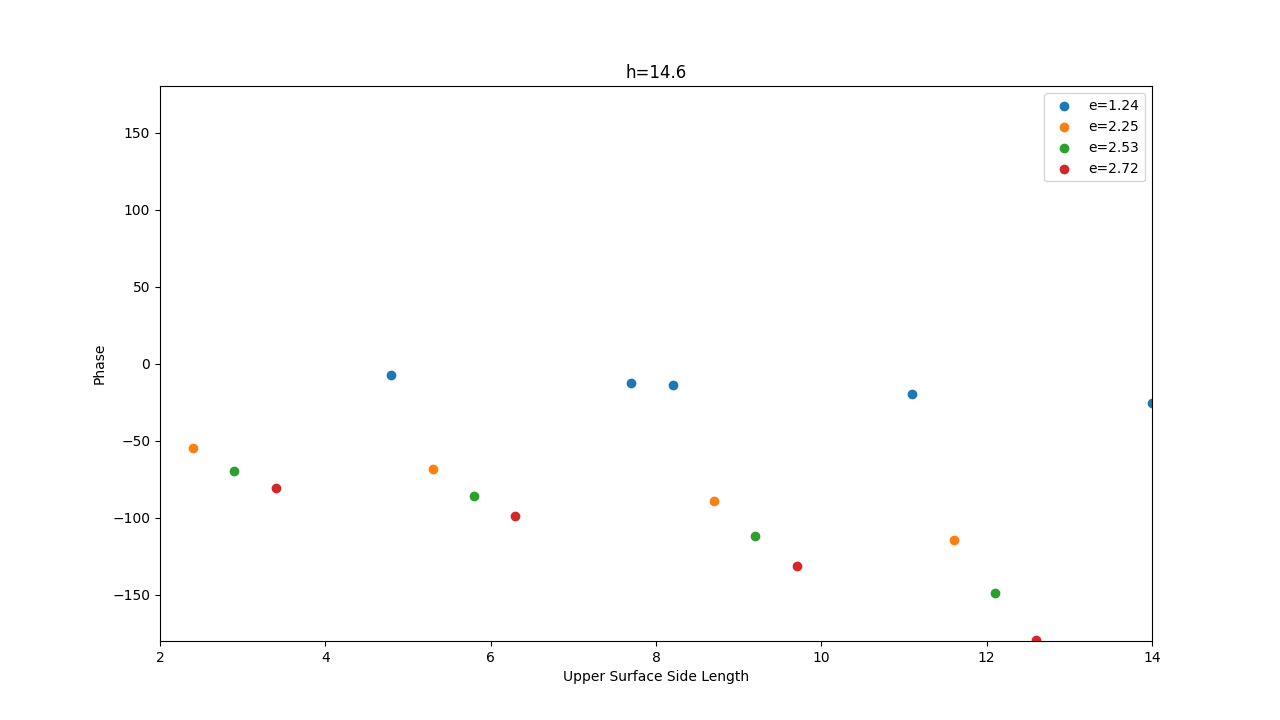 h=14.6
e=1.24
e=2.25
e=2.53
e=2.72
150
100
50
0
−50
−100
−150
Phase
2 4 6 8 10 12 14
Upper Surface Side Length